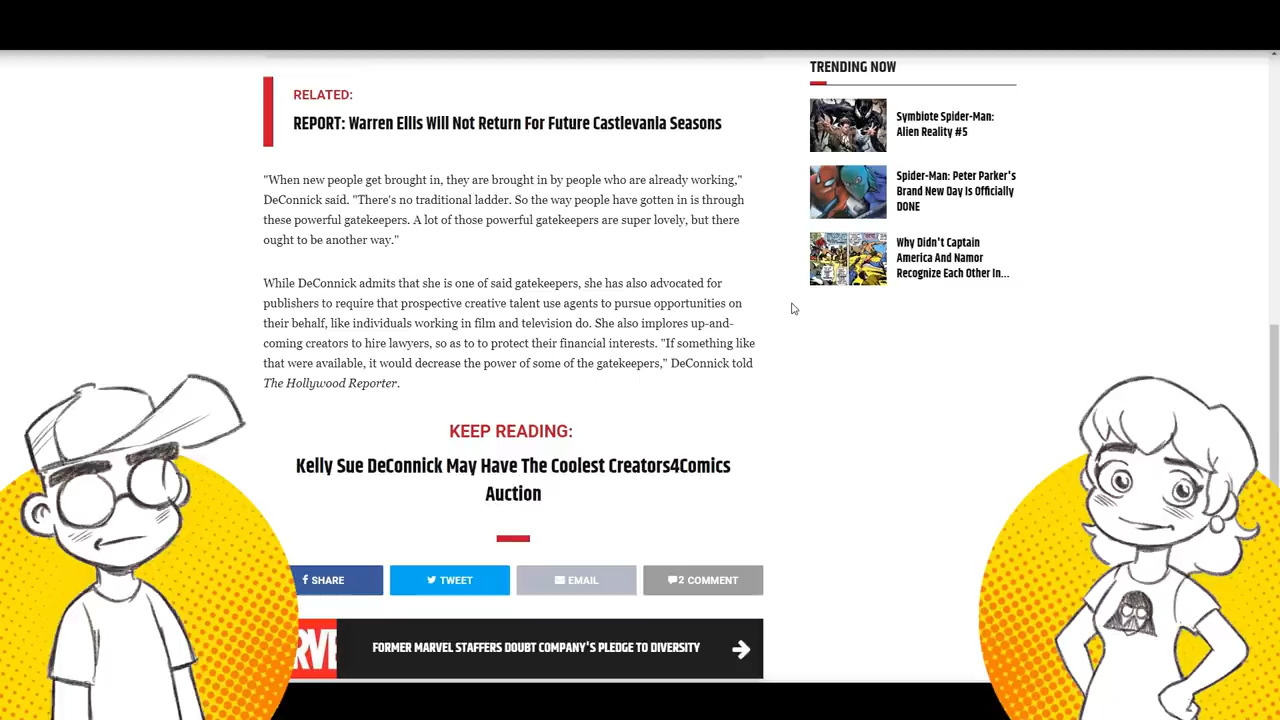 TRENDING NOW
RELATED:
REPORT: Warren Ellis Will Not Return For Future Castlevania Seasons
"When new people get brought in, they are brought in by people who are already working,"
DeConnick said. "There's no traditional ladder. So the way people have gotten in is through
these powerful gatekeepers. A lot of those powerful gatekeepers are super lovely, but there
ought to be another way."
While DeConnick admits that she is one of said gatekeepers, she has also advocated for
publishers to require that prospective creative talent use agents to pursue opportunities on
their behalf, like individuals working in film and television do. She also implores up-and-
coming creators to hire lawyers, so as to to protect their financial interests. "If something like
that were available, it would decrease the power of some of the gatekeepers," DeConnick told
The Hollywood Reporter.
KEEP READING:
Kelly Sue DeConnick May Have The Coolest Creators4Comics
Auction
SHARE
TWEET
EMAIL
2 COMMENT
FORMER MARVEL STAFFERS DOUBT COMPANY'S PLEDGE TO DIVERSITY
Symbiote Spider-Man:
Alien Reality #5
Spider-Man: Peter Parker's
Brand New Day Is Officially
DONE
Why Didn't Captain
America And Namor
Recognize Each Other In...